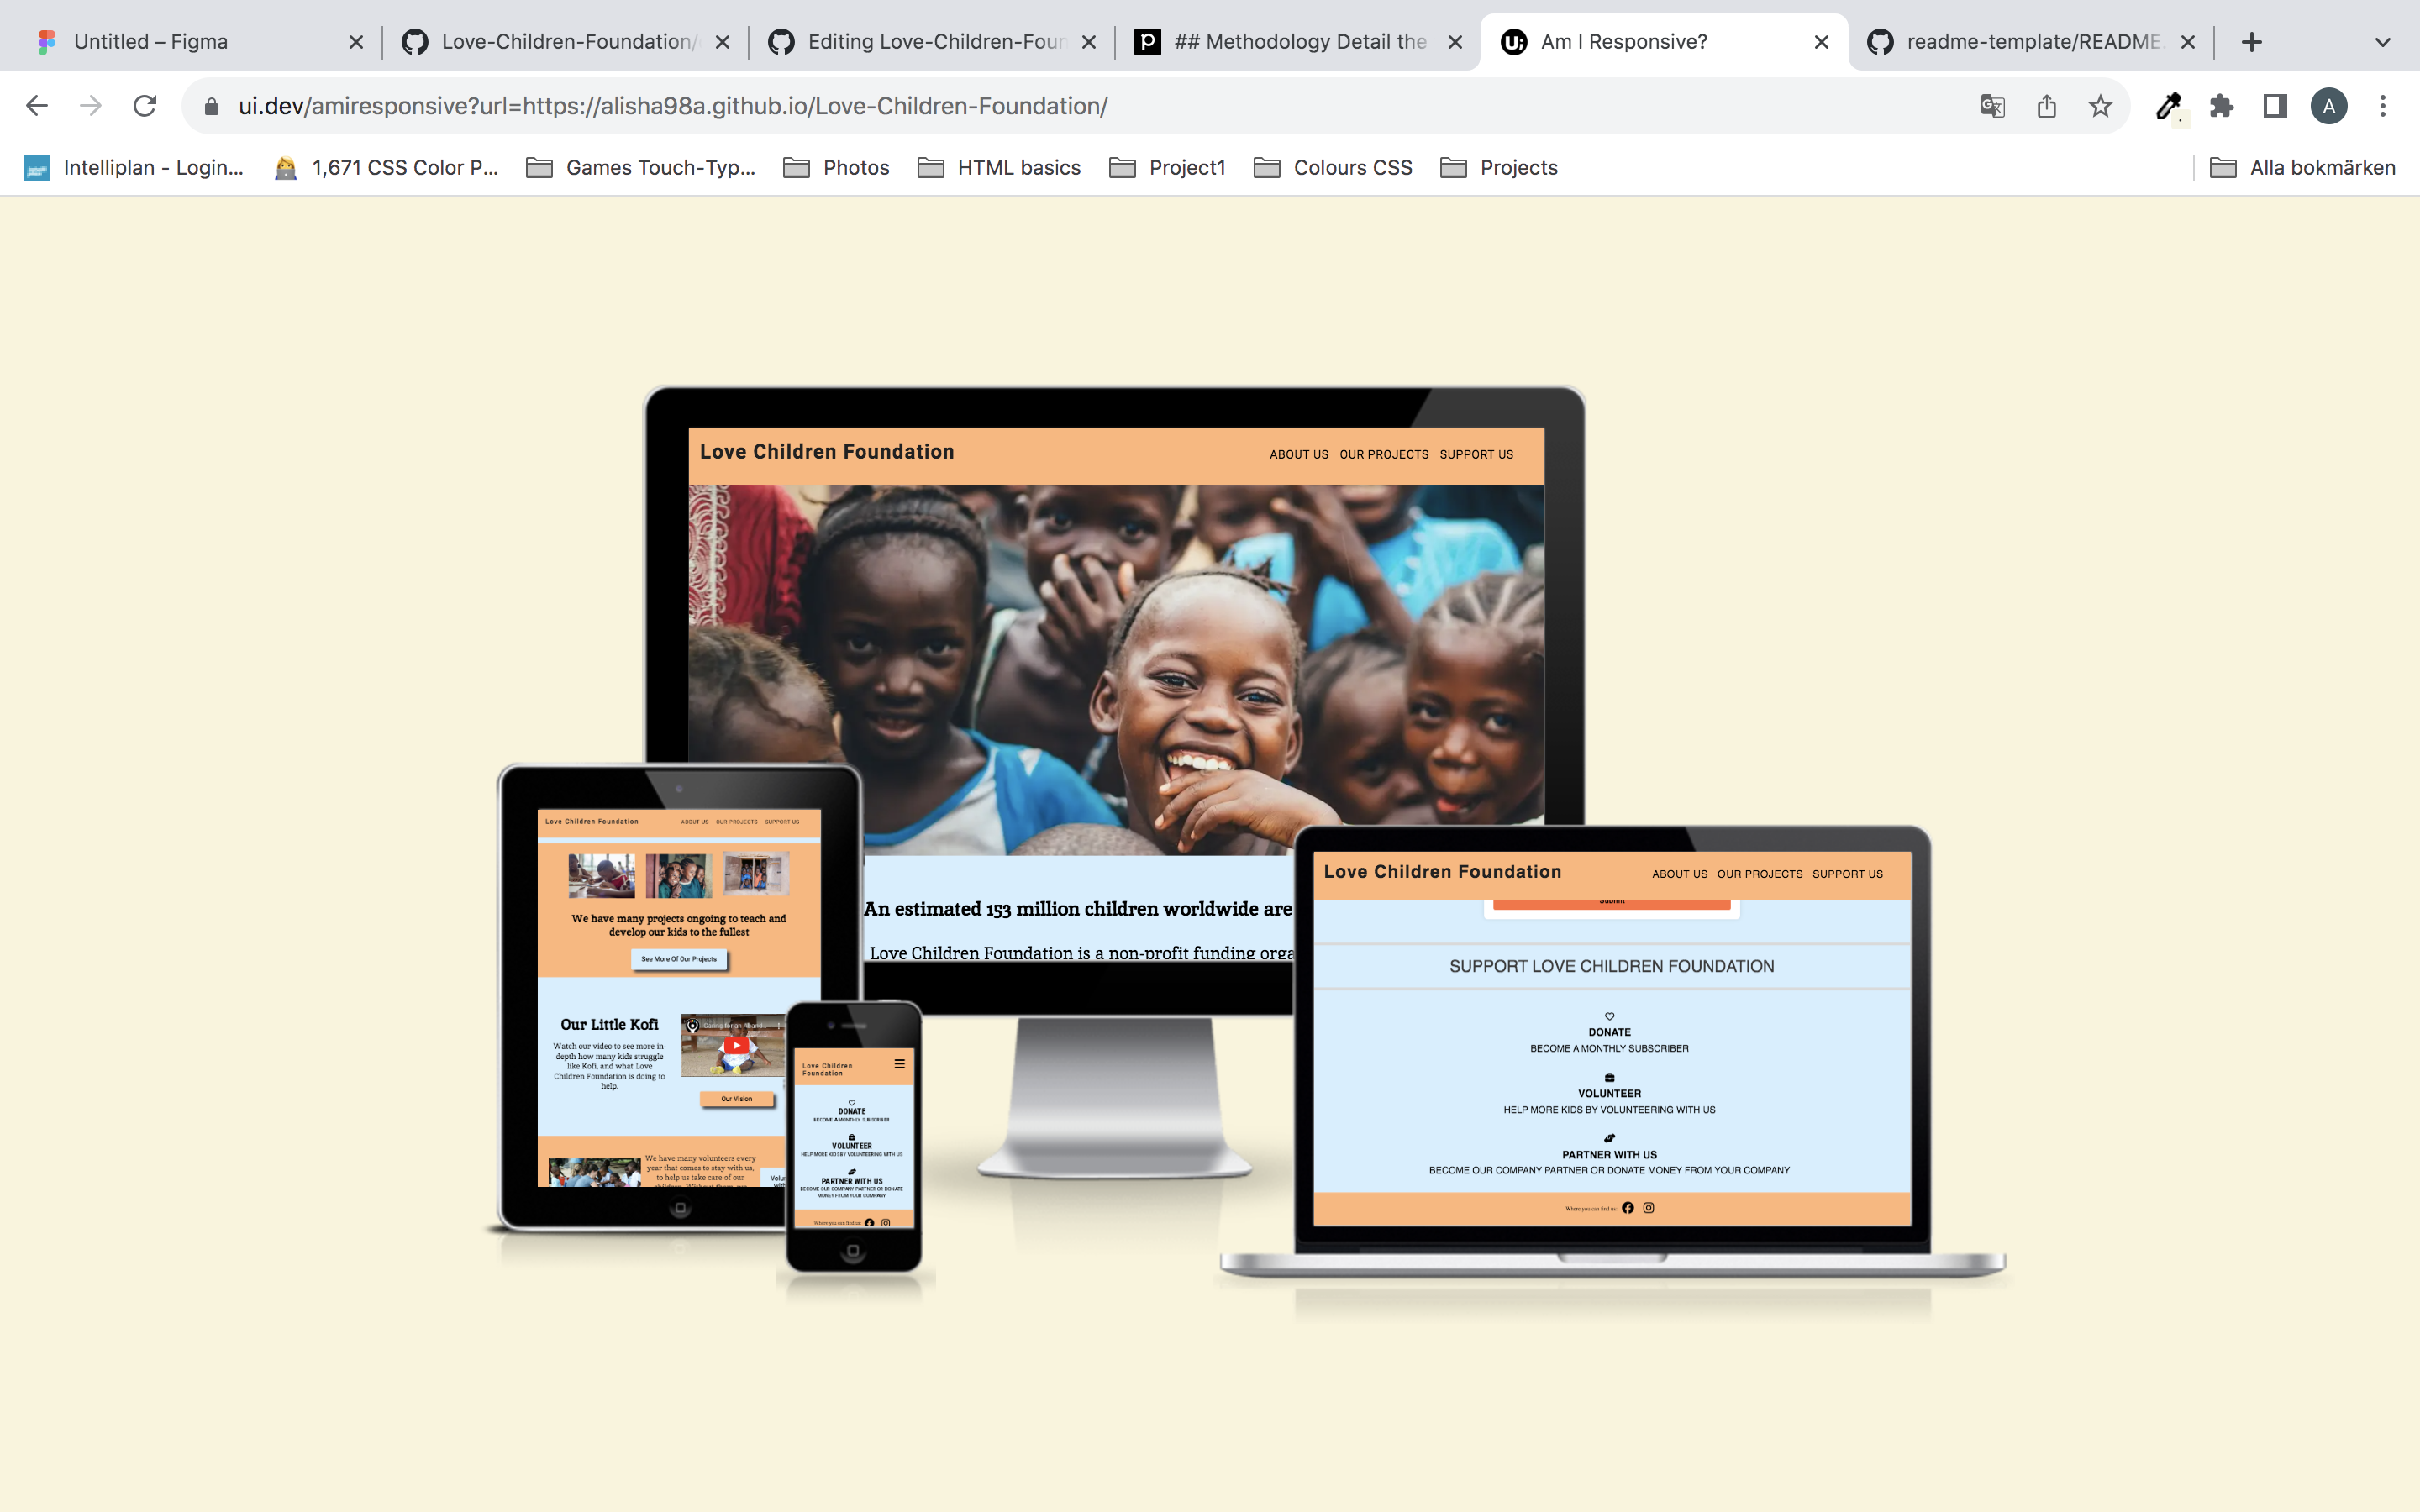 Untitled – Figma
Love-Children-Foundation/
Editing Love-Children-Foun
## Methodology Detail the
Am I Responsive?
readme-template/README.
ui.dev/amiresponsive?url=https://alisha98a.github.io/Love-Children-Foundation/
A
Intelliplan - Login...
1,671 CSS Color P...
Games Touch-Typ...
Photos
HTML basics
Project1
Colours CSS
Projects
Alla bokmärken
Love Children Foundation
ABOUT US OUR PROJECTS SUPPORT US
An estimated 153 million children worldwide are
Love Children Foundation is a non-profit funding orga
Love Children Foundation
ABOUT US OUR PROJECTS SUPPORT US
We have many projects ongoing to teach and
develop our kids to the fullest
See More Of Our Projects
Our Little Kofi
Watch our video to see more in-
depth how many kids struggle
like Kofi, and what Love
Children Foundation is doing to
help.
Caring for an Aband
Our Vision
We have many volunteers every
year that comes to stay with us,
to help us take care of our
children. Without them, we
Love Children
Foundation
DONATE
BECOME A MONTHLY SUBSCRIBER
VOLUNTEER
HELP MORE KIDS BY VOLUNTEERING WITH US
PARTNER WITH US
BECOME OUR COMPANY PARTNER OR DONATE
MONEY FROM YOUR COMPANY
Where you can find us:
Love Children Foundation
ABOUT US OUR PROJECTS SUPPORT US
Submit
SUPPORT LOVE CHILDREN FOUNDATION
DONATE
BECOME A MONTHLY SUBSCRIBER
VOLUNTEER
HELP MORE KIDS BY VOLUNTEERING WITH US
PARTNER WITH US
BECOME OUR COMPANY PARTNER OR DONATE MONEY FROM YOUR COMPANY
Where you can find us: